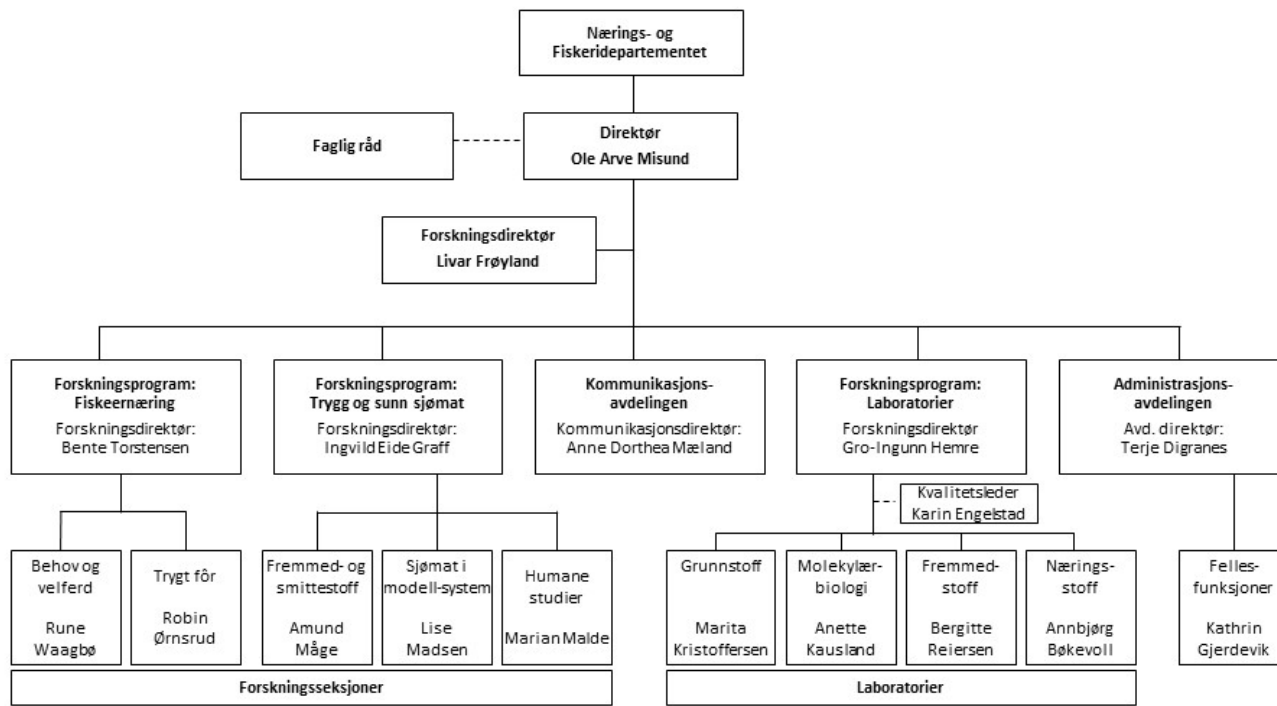 Nærings- og
Fiskeridepartementet
Faglig råd
Direktør
Ole Arve Misund
Forskningsdirektør
Livar Frøyland
Forskningsprogram:
Fiskeernæring
Forskningsdirektør:
Bente Torstensen
Forskningsprogram:
Trygg og sunn sjømat
Forskningsdirektør:
Ingvild Eide Graff
Kommunikasjons-
avdelingen
Kommunikasjonsdirektør:
Anne Dorthea Mæland
Forskningsprogram:
Laboratorier
Forskningsdirektør
Gro-Ingunn Hemre
Administrasjons-
avdelingen
Avd. direktør:
Terje Digranes
Kvalitetsleder
Karin Engelstad
Behov og
velferd
Rune
Waagbø
Trygt fôr
Robin
Ørnsrud
Fremmed- og
smittestoff
Amund
Måge
Sjømat i
modell-system
Lise
Madsen
Humane
studier
Marian Malde
Grunnstoff
Marita
Kristoffersen
Molekylær-
biologi
Anette
Kausland
Fremmed-
stoff
Bergitte
Reiersen
Nærings-
stoff
Annbjørg
Bøkevoll
Felles-
funksjoner
Kathrin
Gjerdevik
Forskningsseksjoner
Laboratorier